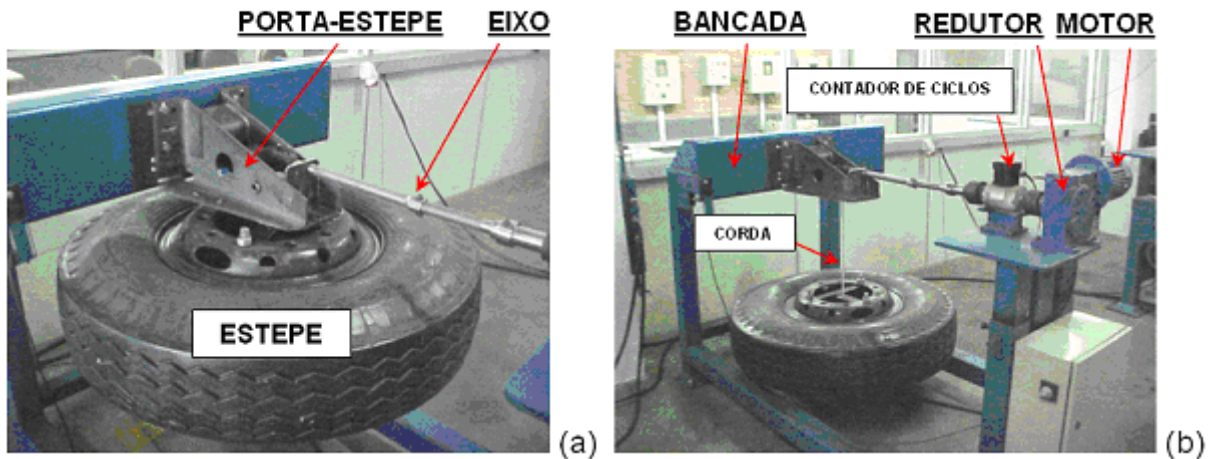 PORTA-ESTEPE EIXO
ESTEPE
(a)
BANCADA REDUTOR MOTOR
CONTADOR DE CICLOS
CORDA
(b)